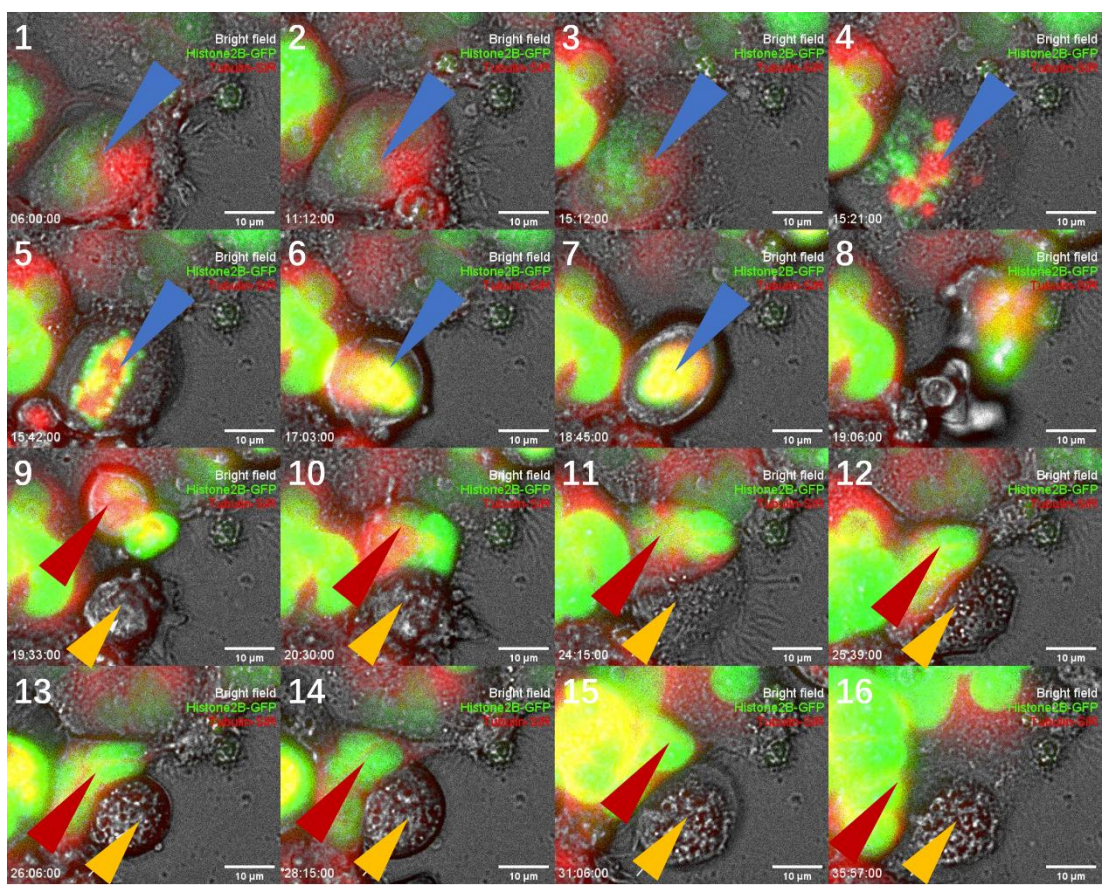 1
Bright field
Histone2B-GFP
Tubulin-SiR
06:00:00
10 µm
2
Bright field
Histone2B-GFP
Tubulin-SiR
11:12:00
10 µm
3
Bright field
Histone2B-GFP
Tubulin-SiR
15:12:00
10 µm
4
Bright field
Histone2B-GFP
Tubulin-SiR
15:21:00
10 µm
5
Bright field
Histone2B-GFP
Tubulin-SiR
15:42:00
10 µm
6
Bright field
Histone2B-GFP
Tubulin-SiR
17:03:00
10 µm
7
Bright field
Histone2B-GFP
Tubulin-SiR
18:45:00
10 µm
8
Bright field
Histone2B-GFP
Tubulin-SiR
19:06:00
10 µm
9
Bright field
Histone2B-GFP
Tubulin-SiR
19:33:00
10 µm
10
Bright field
Histone2B-GFP
Tubulin-SiR
20:30:00
10 µm
11
Bright field
Histone2B-GFP
Tubulin-SiR
24:15:00
10 µm
12
Bright field
Histone2B-GFP
Tubulin-SiR
25:39:00
10 µm
13
Bright field
Histone2B-GFP
Tubulin-SiR
26:06:00
10 µm
14
Bright field
Histone2B-GFP
Tubulin-SiR
28:15:00
10 µm
15
Bright field
Histone2B-GFP
Tubulin-SiR
31:06:00
10 µm
16
Bright field
Histone2B-GFP
Tubulin-SiR
35:57:00
10 µm